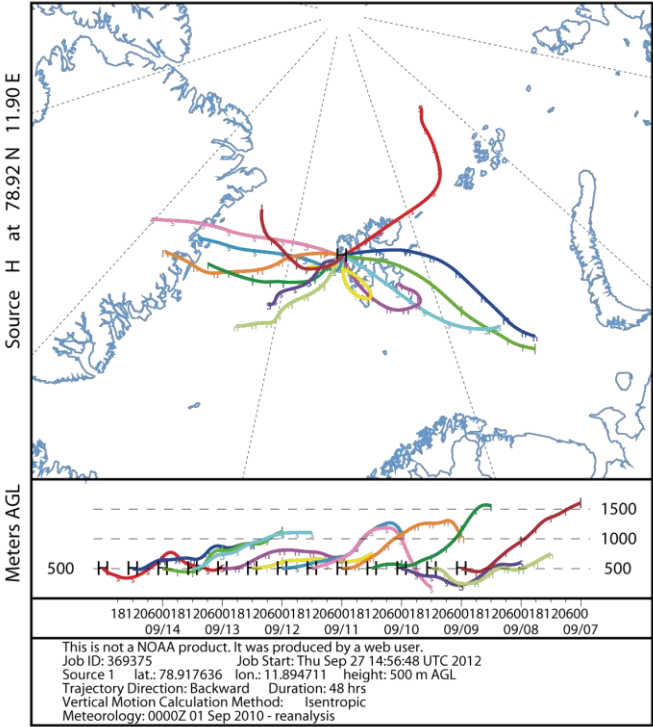 Source H at 78.92 N 11.90 E
Meters AGL
1500
1000
500
500
1812060018120600181206001812060018120600181206001812060018120600
09/14 09/13 09/12 09/11 09/10 09/09 09/08 09/07
This is not a NOAA product. It was produced by a web user.
Job ID: 369375 Job Start: Thu Sep 27 14:56:48 UTC 2012
Source 1 lat.: 78.917636 lon.: 11.894711 height: 500 m AGL
Trajectory Direction: Backward Duration: 48 hrs
Vertical Motion Calculation Method: Isentropic
Meteorology: 0000Z 01 Sep 2010 - reanalysis